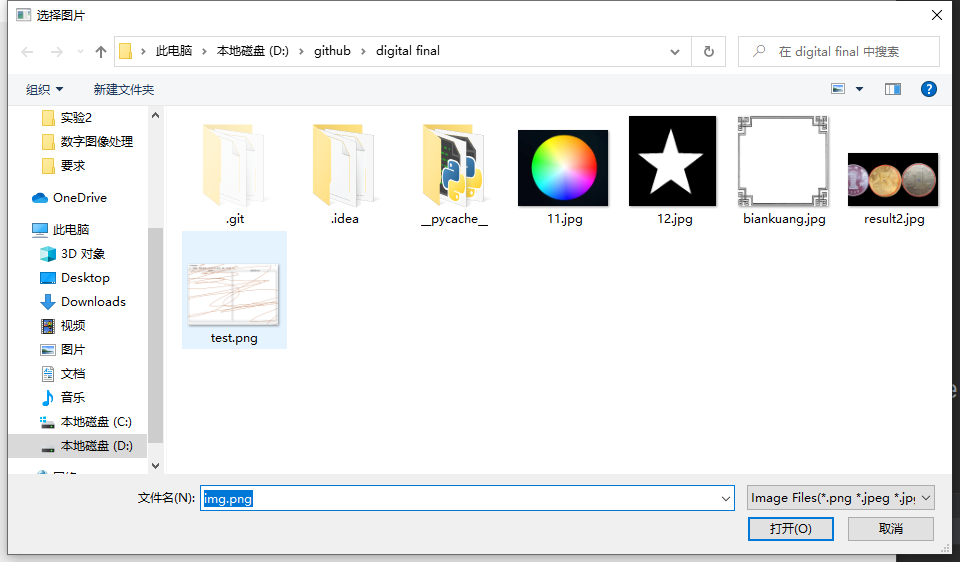 选择图片
此电脑 › 本地磁盘 (D:) › github › digital final
在 digital final 中搜索
组织
新建文件夹
实验2
数字图像处理
要求
OneDrive
此电脑
3D 对象
Desktop
Downloads
视频
图片
文档
音乐
本地磁盘 (C:)
本地磁盘 (D:)
.git
.idea
__pycache__
11.jpg
12.jpg
biankuang.jpg
result2.jpg
test.png
文件名(N):
img.png
Image Files(*.png *.jpeg *.jpg
打开(O)
取消